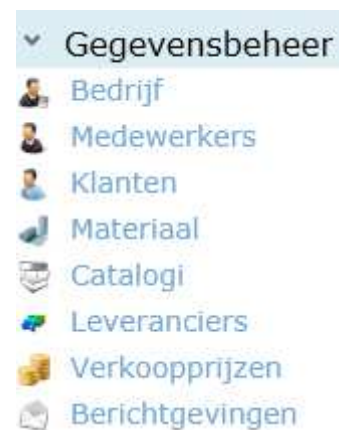 Gegevensbeheer
Bedrijf
Medewerkers
Klanten
Materiaal
Catalogi
Leveranciers
Verkoopprijzen
Berichtgevingen